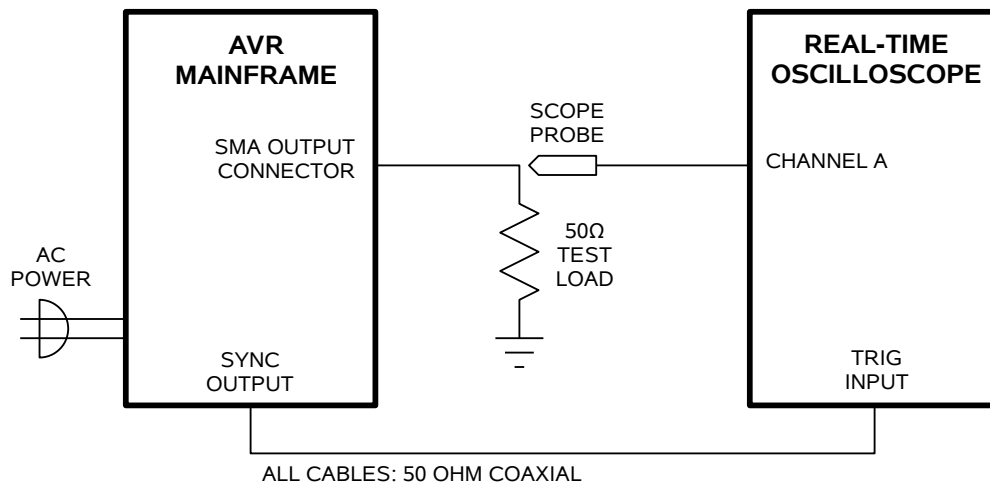 AVR
MAINFRAME
SMA OUTPUT
CONNECTOR
SYNC
OUTPUT
AC
POWER
SCOPE
PROBE
50Ω
TEST
LOAD
REAL-TIME
OSCILLOSCOPE
CHANNEL A
TRIG
INPUT
ALL CABLES: 50 OHM COAXIAL